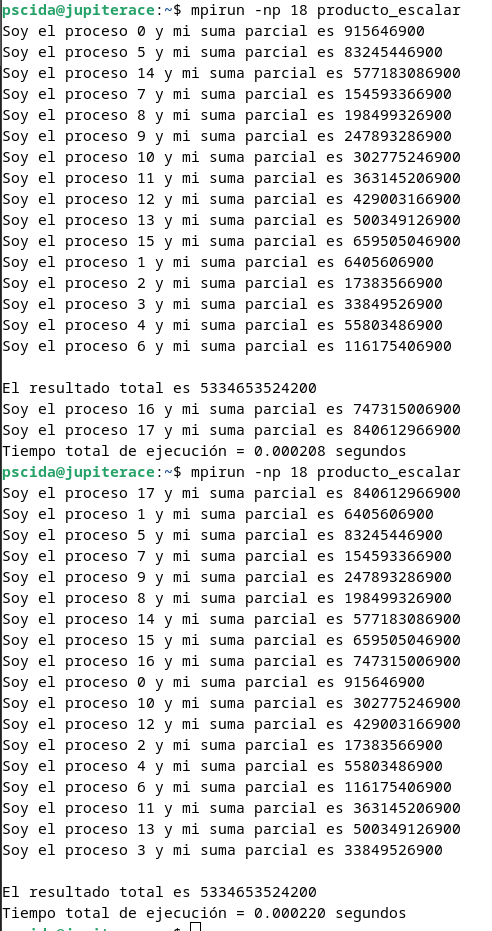 pscida@jupiterace:~$ mpirun -np 18 producto_escalar
Soy el proceso 0 y mi suma parcial es 915646900
Soy el proceso 5 y mi suma parcial es 83245446900
Soy el proceso 14 y mi suma parcial es 577183086900
Soy el proceso 7 y mi suma parcial es 154593366900
Soy el proceso 8 y mi suma parcial es 198499326900
Soy el proceso 9 y mi suma parcial es 247893286900
Soy el proceso 10 y mi suma parcial es 302775246900
Soy el proceso 11 y mi suma parcial es 363145206900
Soy el proceso 12 y mi suma parcial es 429003166900
Soy el proceso 13 y mi suma parcial es 500349126900
Soy el proceso 15 y mi suma parcial es 659505046900
Soy el proceso 1 y mi suma parcial es 6405606900
Soy el proceso 2 y mi suma parcial es 17383566900
Soy el proceso 3 y mi suma parcial es 33849526900
Soy el proceso 4 y mi suma parcial es 55803486900
Soy el proceso 6 y mi suma parcial es 116175406900

El resultado total es 5334653524200
Soy el proceso 16 y mi suma parcial es 747315006900
Soy el proceso 17 y mi suma parcial es 840612966900
Tiempo total de ejecución = 0.000208 segundos
pscida@jupiterace:~$ mpirun -np 18 producto_escalar
Soy el proceso 17 y mi suma parcial es 840612966900
Soy el proceso 1 y mi suma parcial es 6405606900
Soy el proceso 5 y mi suma parcial es 83245446900
Soy el proceso 7 y mi suma parcial es 154593366900
Soy el proceso 9 y mi suma parcial es 247893286900
Soy el proceso 8 y mi suma parcial es 198499326900
Soy el proceso 14 y mi suma parcial es 577183086900
Soy el proceso 15 y mi suma parcial es 659505046900
Soy el proceso 16 y mi suma parcial es 747315006900
Soy el proceso 0 y mi suma parcial es 915646900
Soy el proceso 10 y mi suma parcial es 302775246900
Soy el proceso 12 y mi suma parcial es 429003166900
Soy el proceso 2 y mi suma parcial es 17383566900
Soy el proceso 4 y mi suma parcial es 55803486900
Soy el proceso 6 y mi suma parcial es 116175406900
Soy el proceso 11 y mi suma parcial es 363145206900
Soy el proceso 13 y mi suma parcial es 500349126900
Soy el proceso 3 y mi suma parcial es 33849526900

El resultado total es 5334653524200
Tiempo total de ejecución = 0.000220 segundos